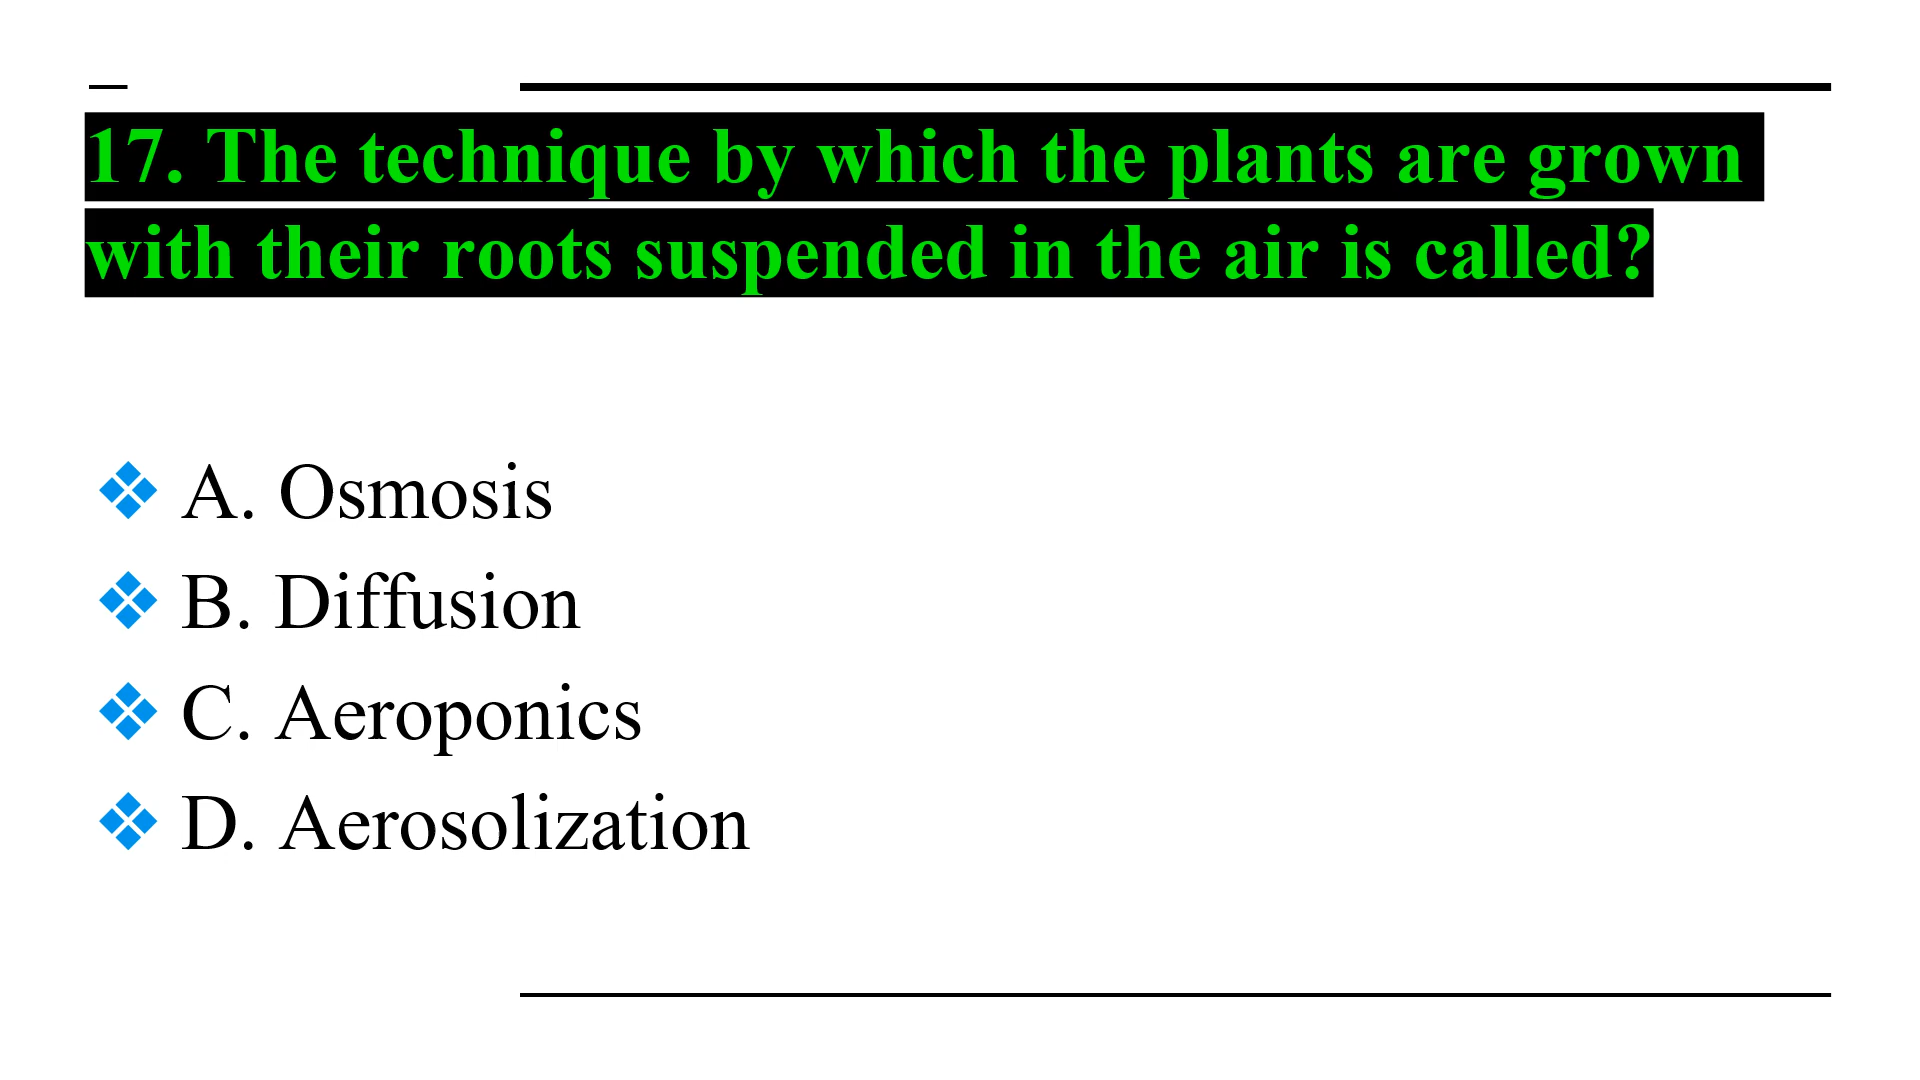 17. The technique by which the plants are grown
with their roots suspended in the air is called?
❖ A. Osmosis
❖ B. Diffusion
❖ C. Aeroponics
❖ D. Aerosolization